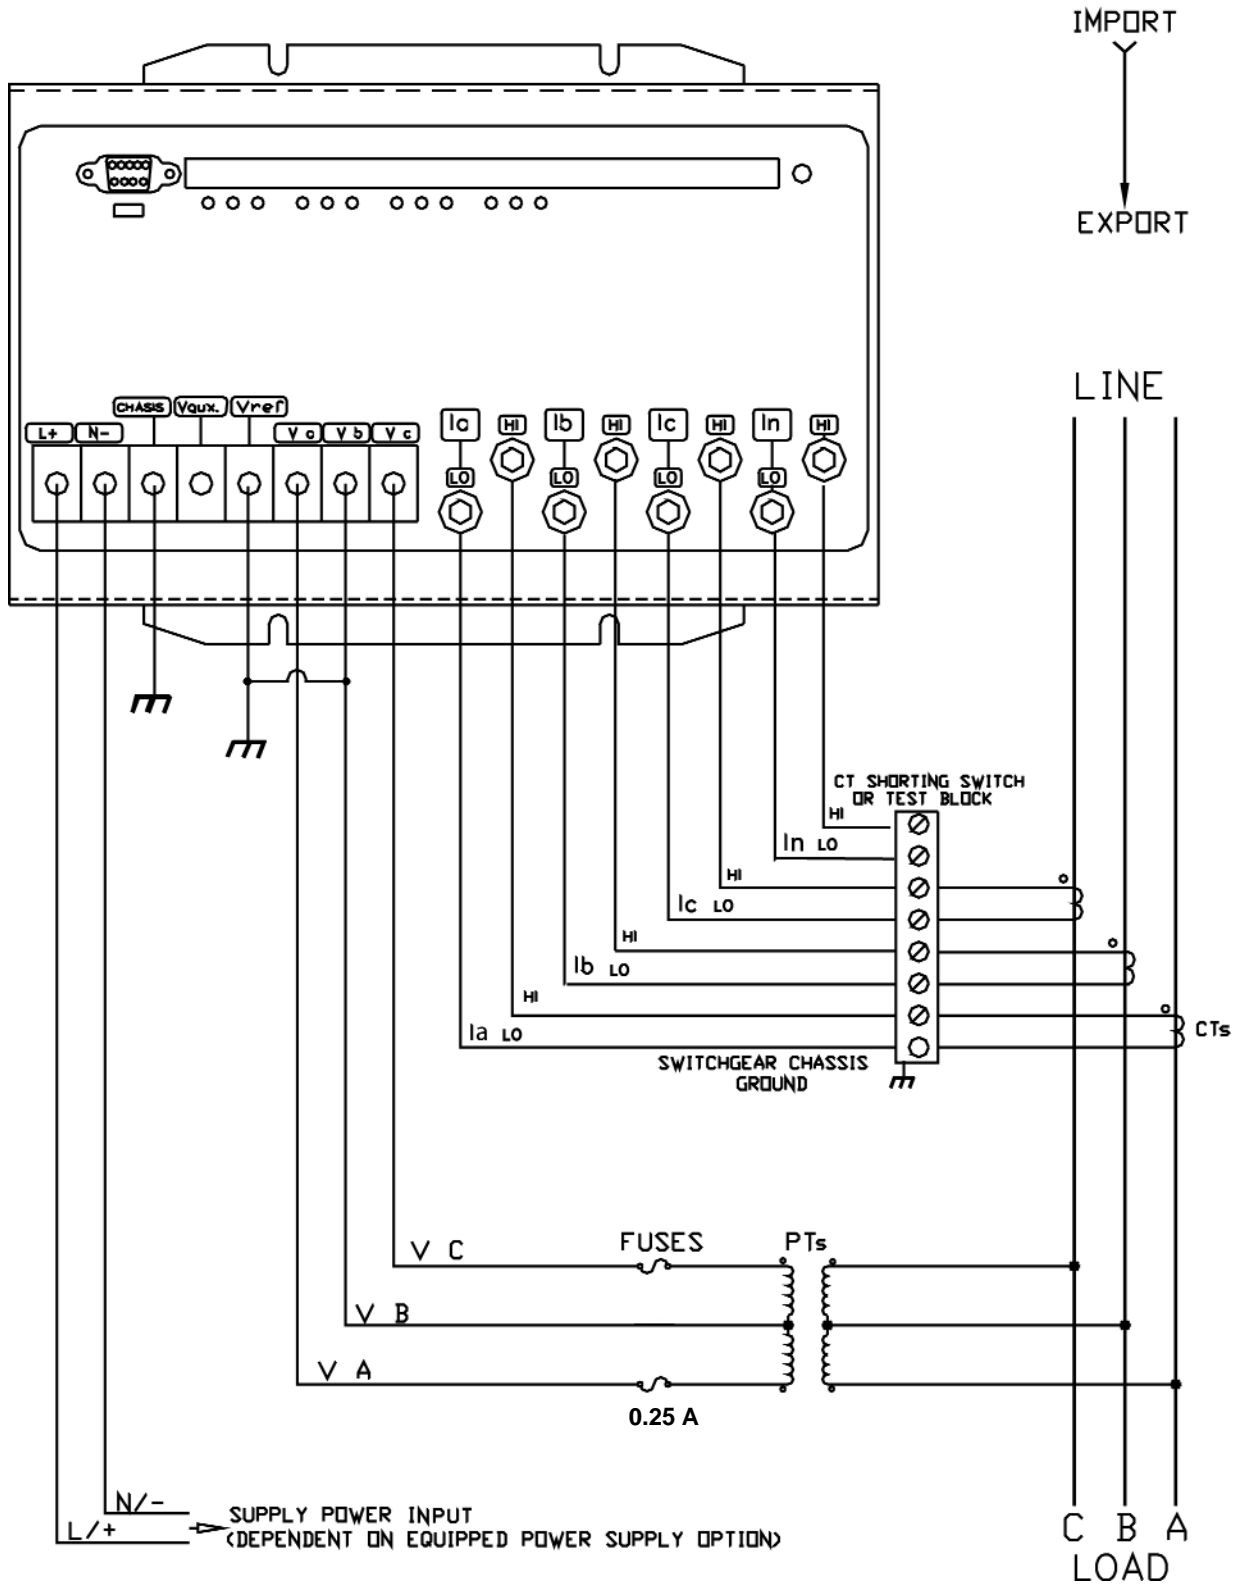 IMPORT
EXPORT
LINE
CHASIS Vaux. Vref
L+ N- Va Vb Vc
Ia HI Ib HI Ic HI In HI
LO LO LO LO
CT SHORTING SWITCH
OR TEST BLOCK
HI
In LO
HI
Ic LO
HI
Ib LO
HI
Ia LO
CTs
SWITCHGEAR CHASSIS
GROUND
V C FUSES PTs
V B
V A
0.25 A
N/-
L/+
SUPPLY POWER INPUT
(DEPENDENT ON EQUIPPED POWER SUPPLY OPTION)
C B A
LOAD